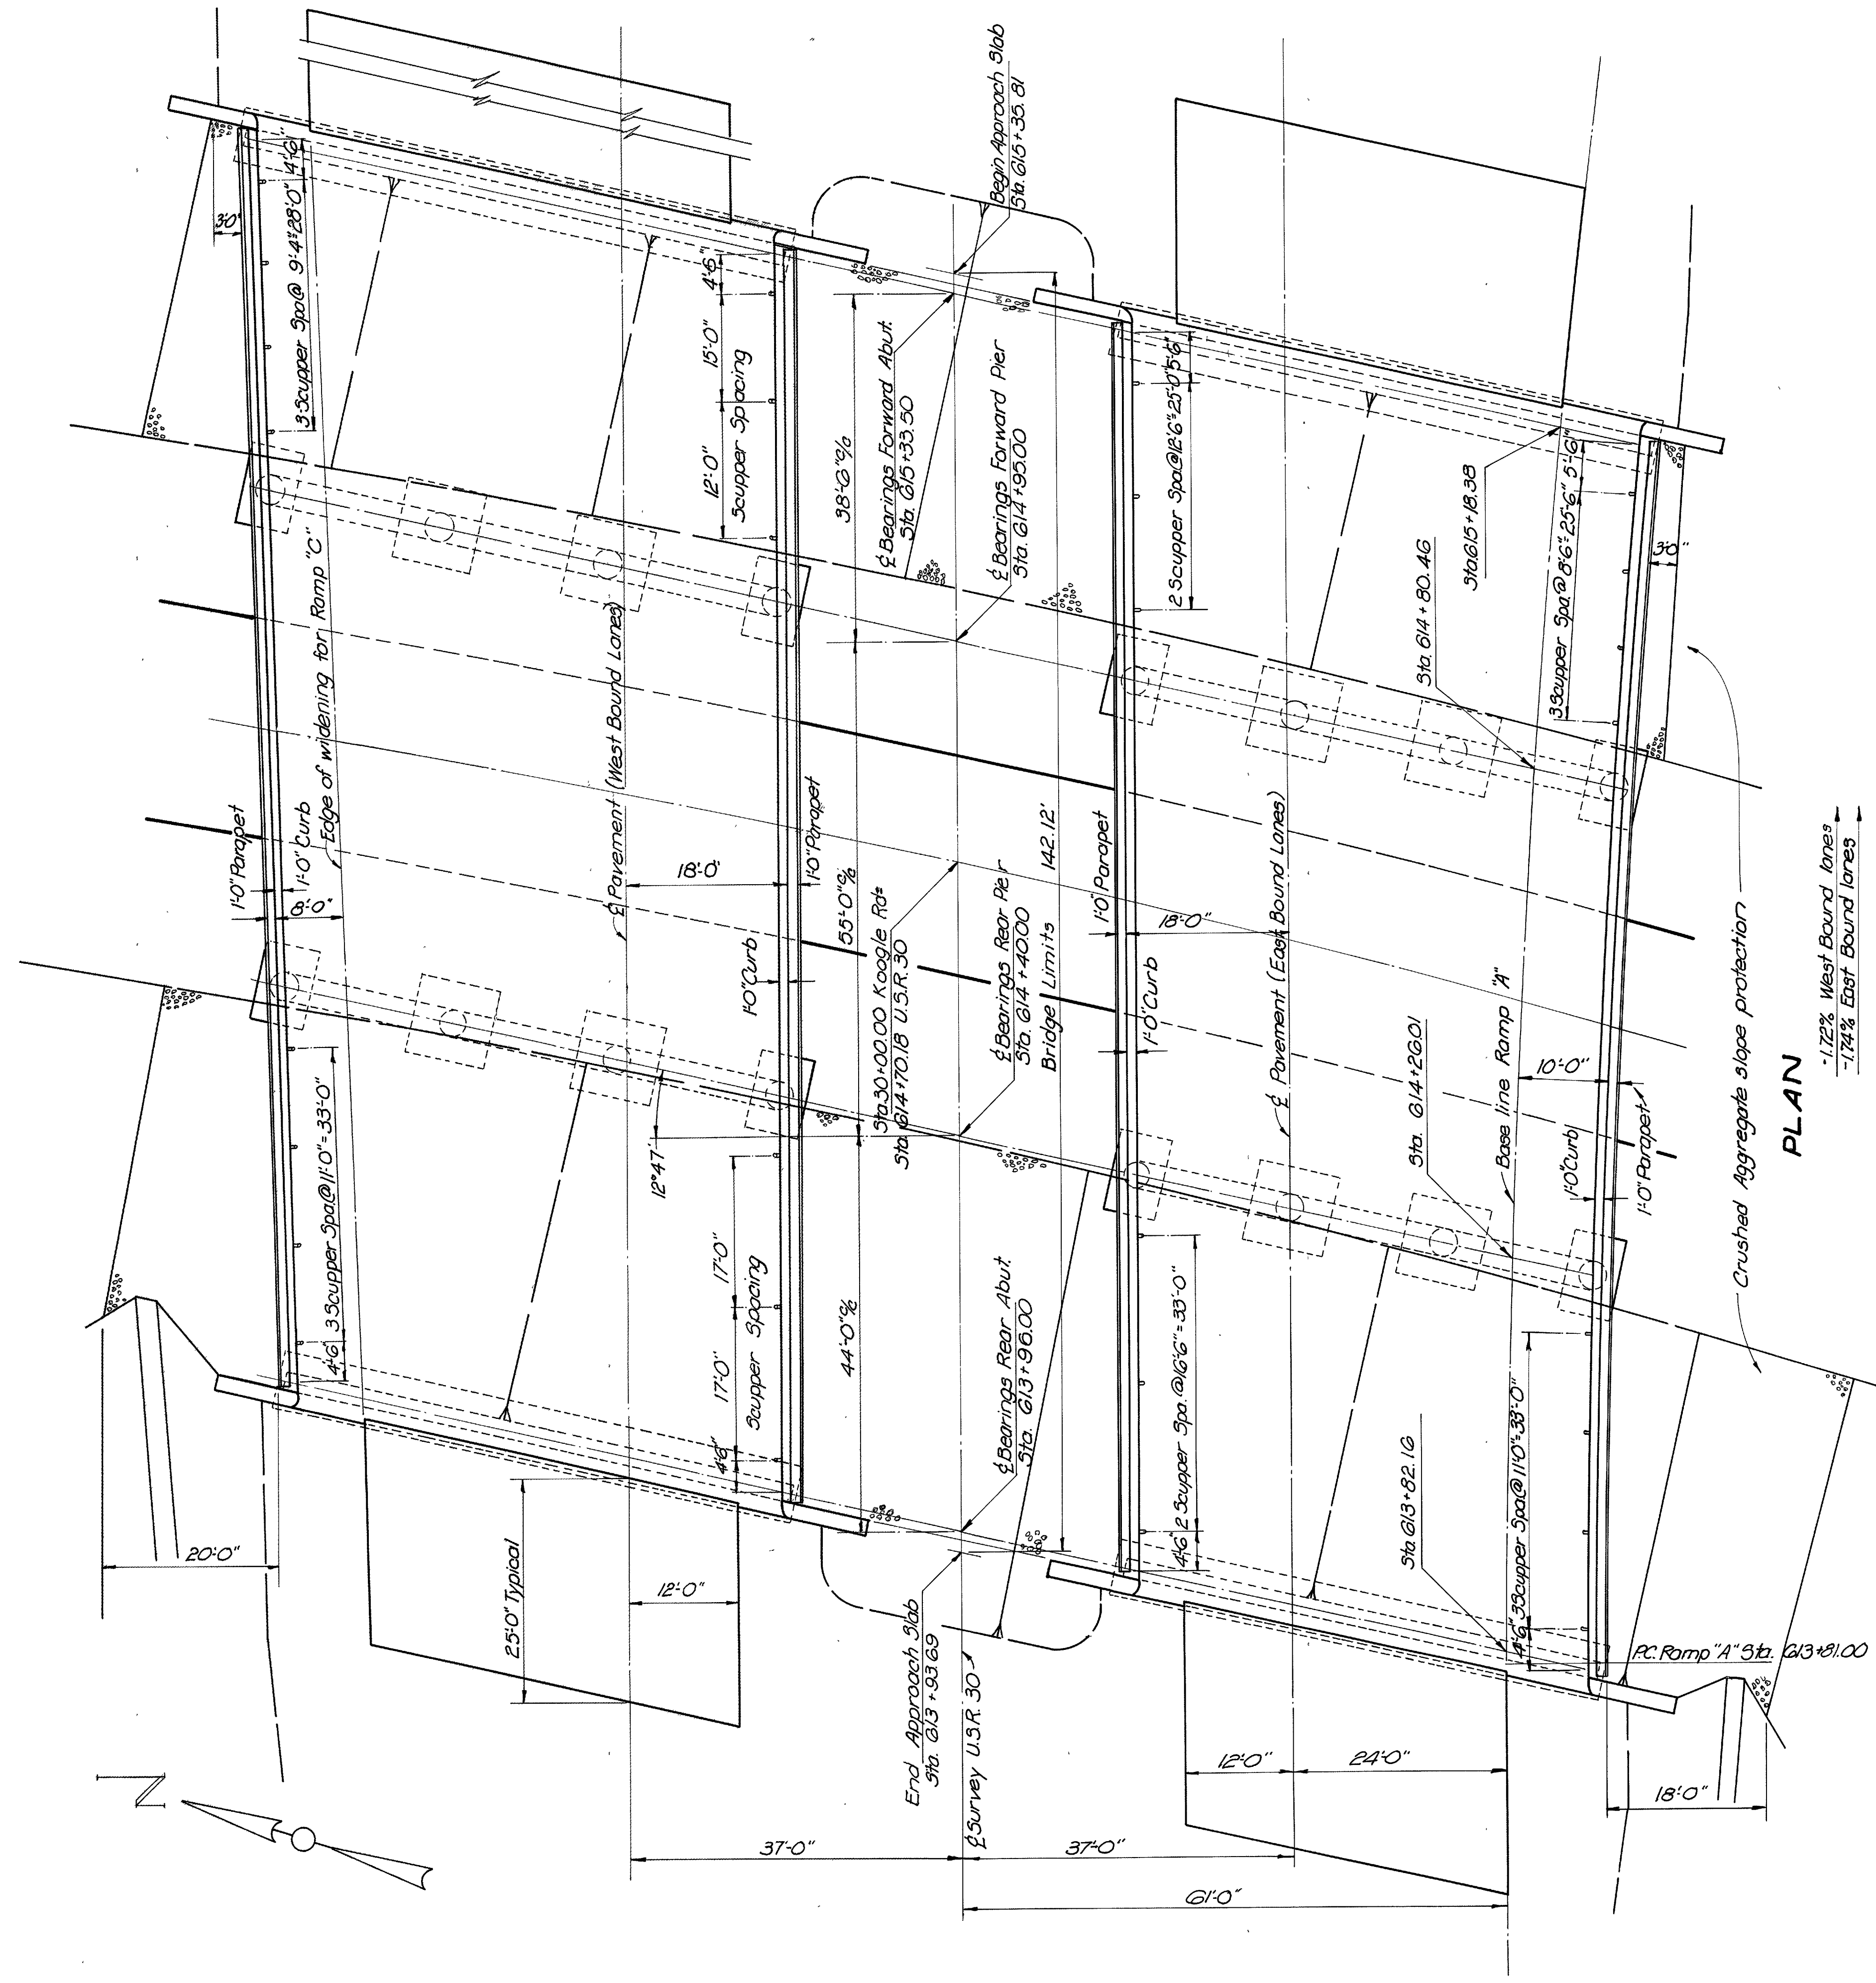 4'-6"
3 Scupper Spa @ 9'-4"=28'-0"
3'-0"
Begin Approach Slab
Sta. 615+35.81
4'-6"
15'-0"
12'-0"
Scupper Spacing
38'-6" c/c
℄ Bearings Forward Abut.
Sta. 615+33.50
℄ Bearings Forward Pier
Sta. 614+95.00
5'-6"
2 Scupper Spa@12'6"=25'-0"
Sta. 615+18.38
5'-6"
3 Scupper Spa.@ 8'6"=25'-6"
3'-0"
Sta. 614+80.46
Edge of widening for Ramp "C"
℄ Pavement (West Bound Lanes)
1'-0" Parapet
1'-0" Curb
8'-0"
18'-0"
1'-0" Parapet
1'-0" Curb
55'-0" c/c
Sta 30+00.00 Koogle Rd=
Sta. 614+70.18 U.S.R. 30
℄ Bearings Rear Pier
Sta. 614+40.00
Bridge Limits 142.12'
1'-0" Parapet
18'-0"
1'-0" Curb
℄ Pavement (East Bound Lanes)
Sta. 614+26.01
Base line Ramp "A"
10'-0"
1'-0" Curb
1'-0" Parapet
Crushed Aggregate slope protection
PLAN
-1.72% West Bound lanes
-1.74% East Bound lanes
12°47'
3 Scupper Spa.@11'-0"=33'-0"
4'-6"
17'-0"
17'-0"
Scupper Spacing
4'-6"
44'-0" c/c
℄ Bearings Rear Abut.
Sta. 613+96.00
2 Scupper Spa.@16'-6"=33'-0"
4'-6"
Sta. 613+82.16
3 Scupper Spa@11'-0"=33'-0"
4'-6"
P.C. Ramp "A" Sta. 613+81.00
20'-0"
25'-0" Typical
12'-0"
End Approach Slab
Sta. 613+93.69
℄ Survey U.S.R. 30
12'-0"
24'-0"
18'-0"
N
37'-0"
37'-0"
61'-0"